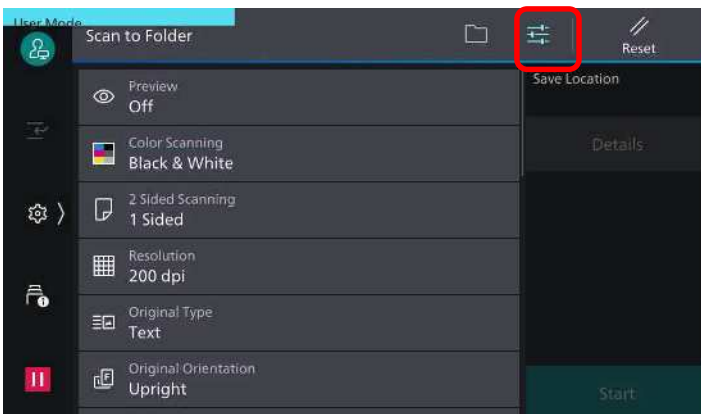 User Mode
Scan to Folder
Reset
Preview
Off
Color Scanning
Black & White
2 Sided Scanning
1 Sided
Resolution
200 dpi
Original Type
Text
Original Orientation
Upright
Save Location
Details
Start